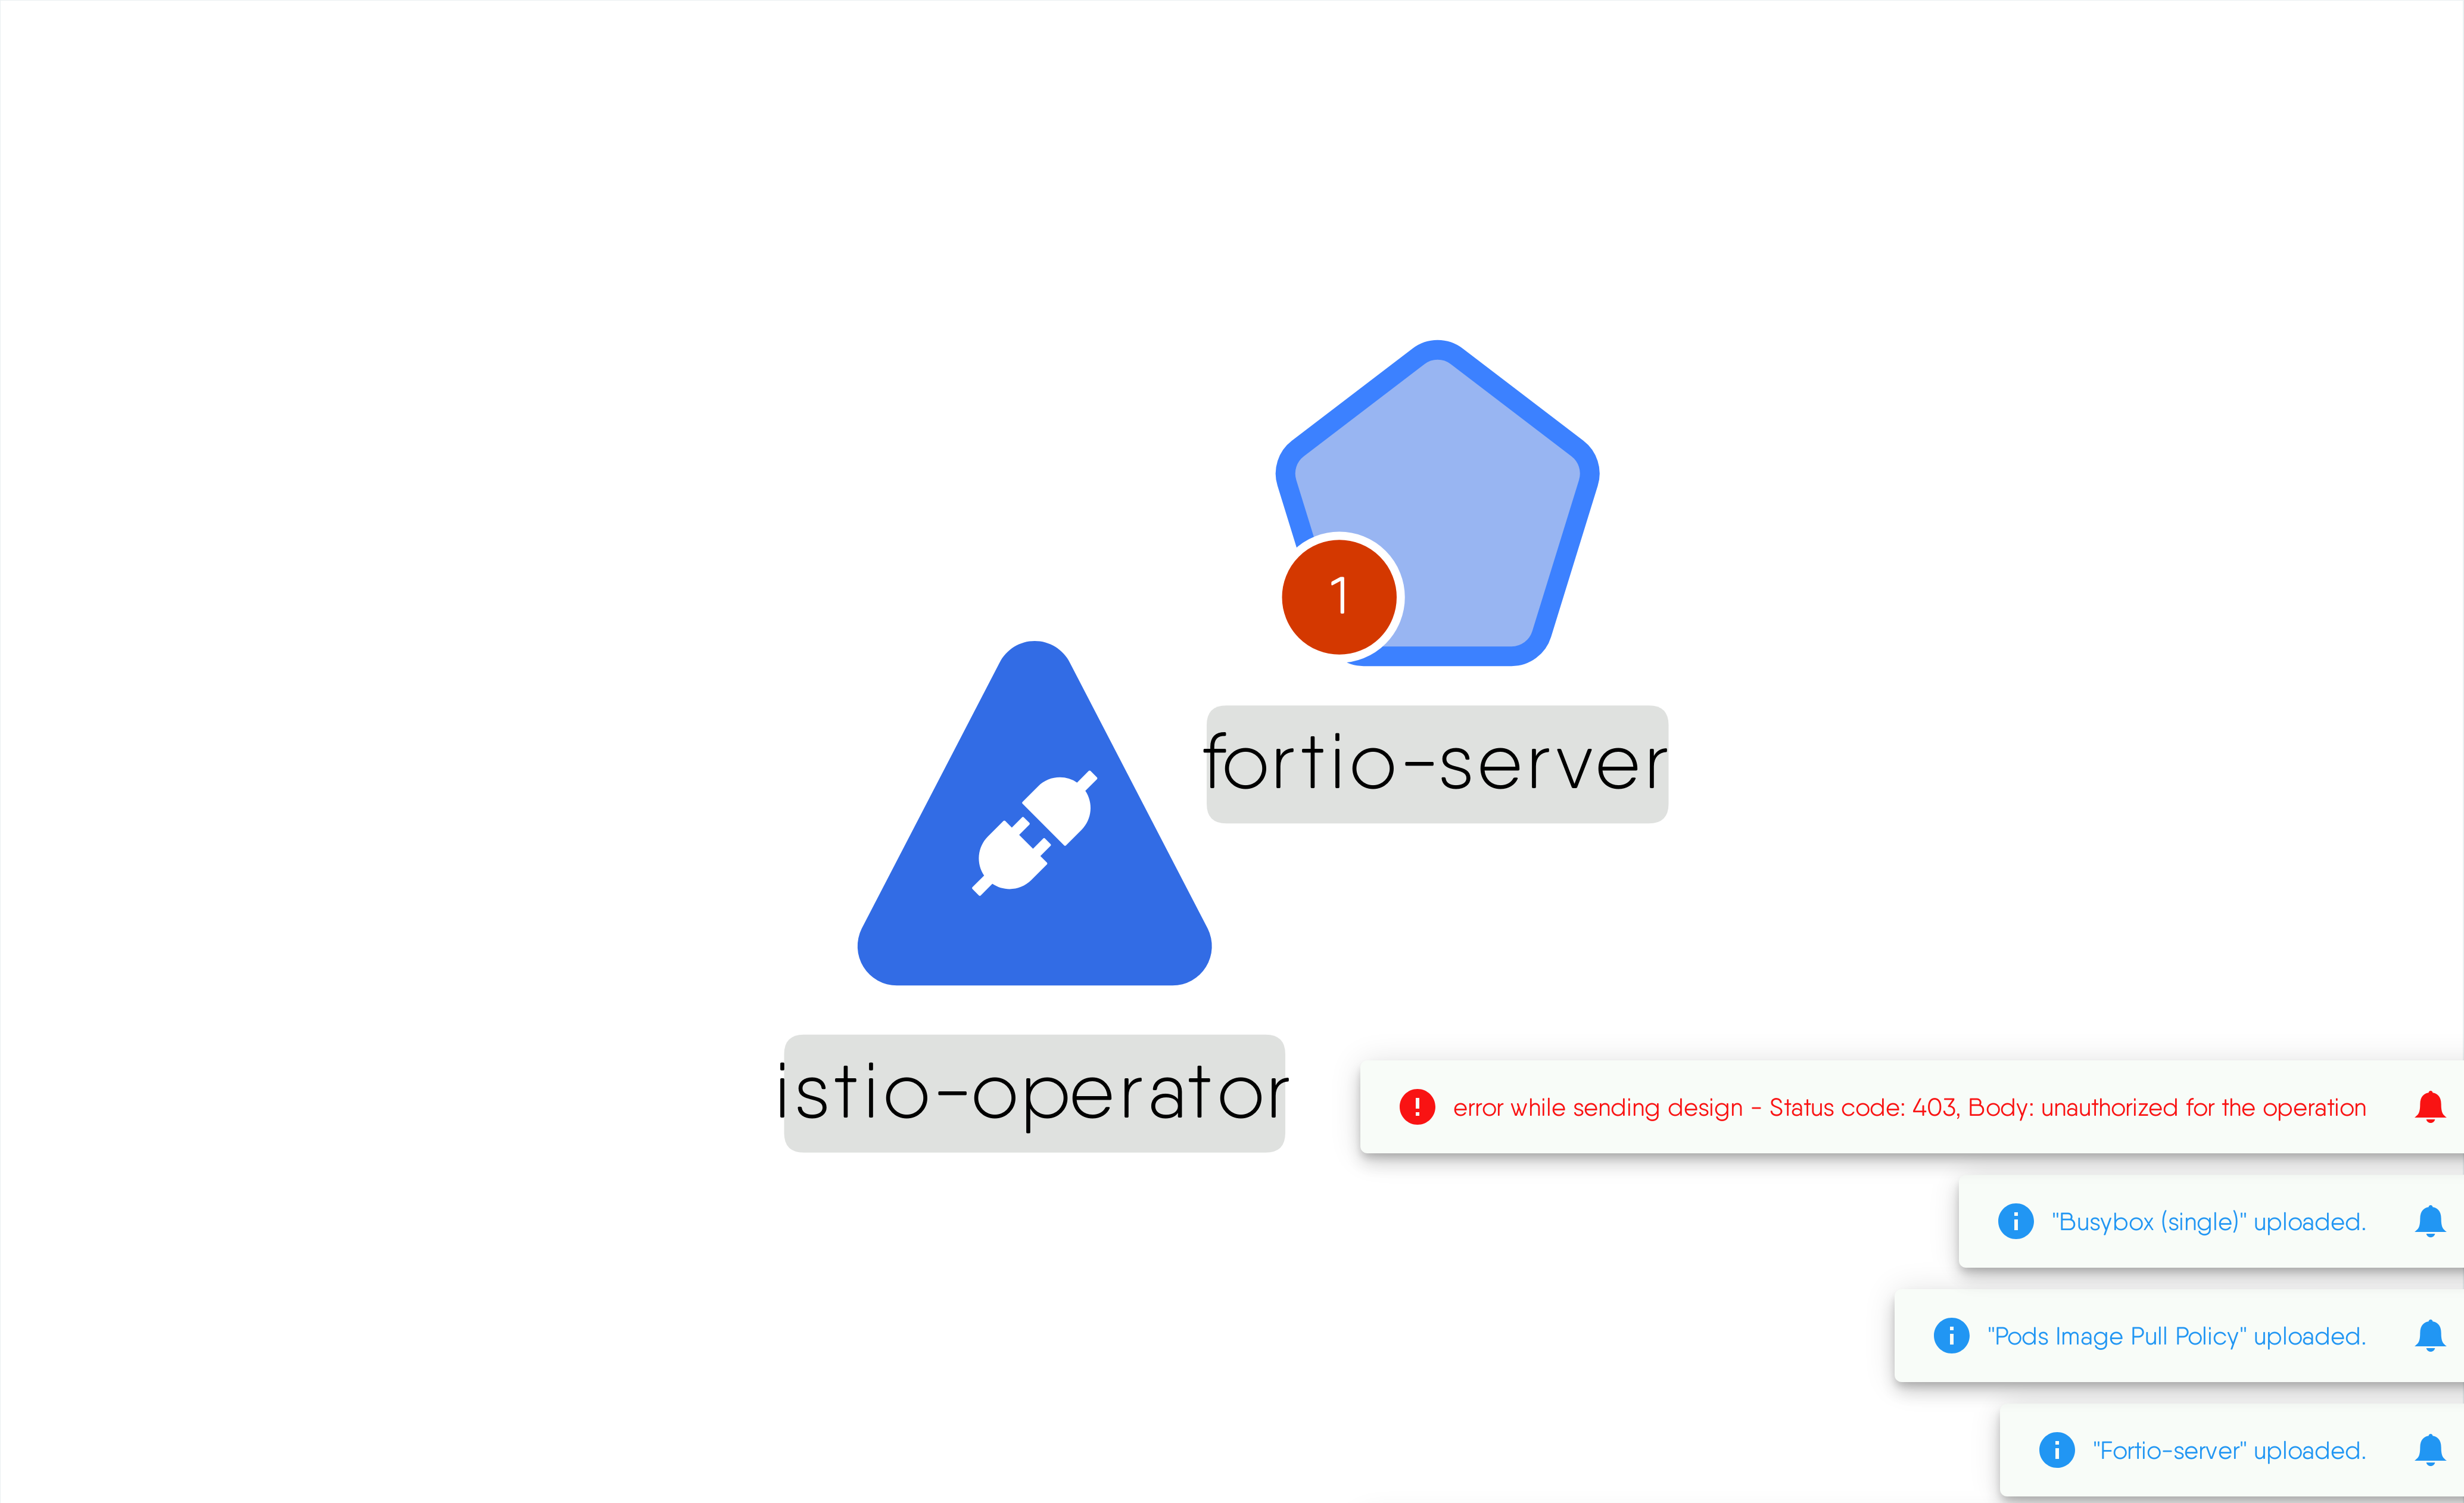 1
fortio-server
istio-operator
error while sending design - Status code: 403, Body: unauthorized for the operation
"Busybox (single)" uploaded.
"Pods Image Pull Policy" uploaded.
"Fortio-server" uploaded.